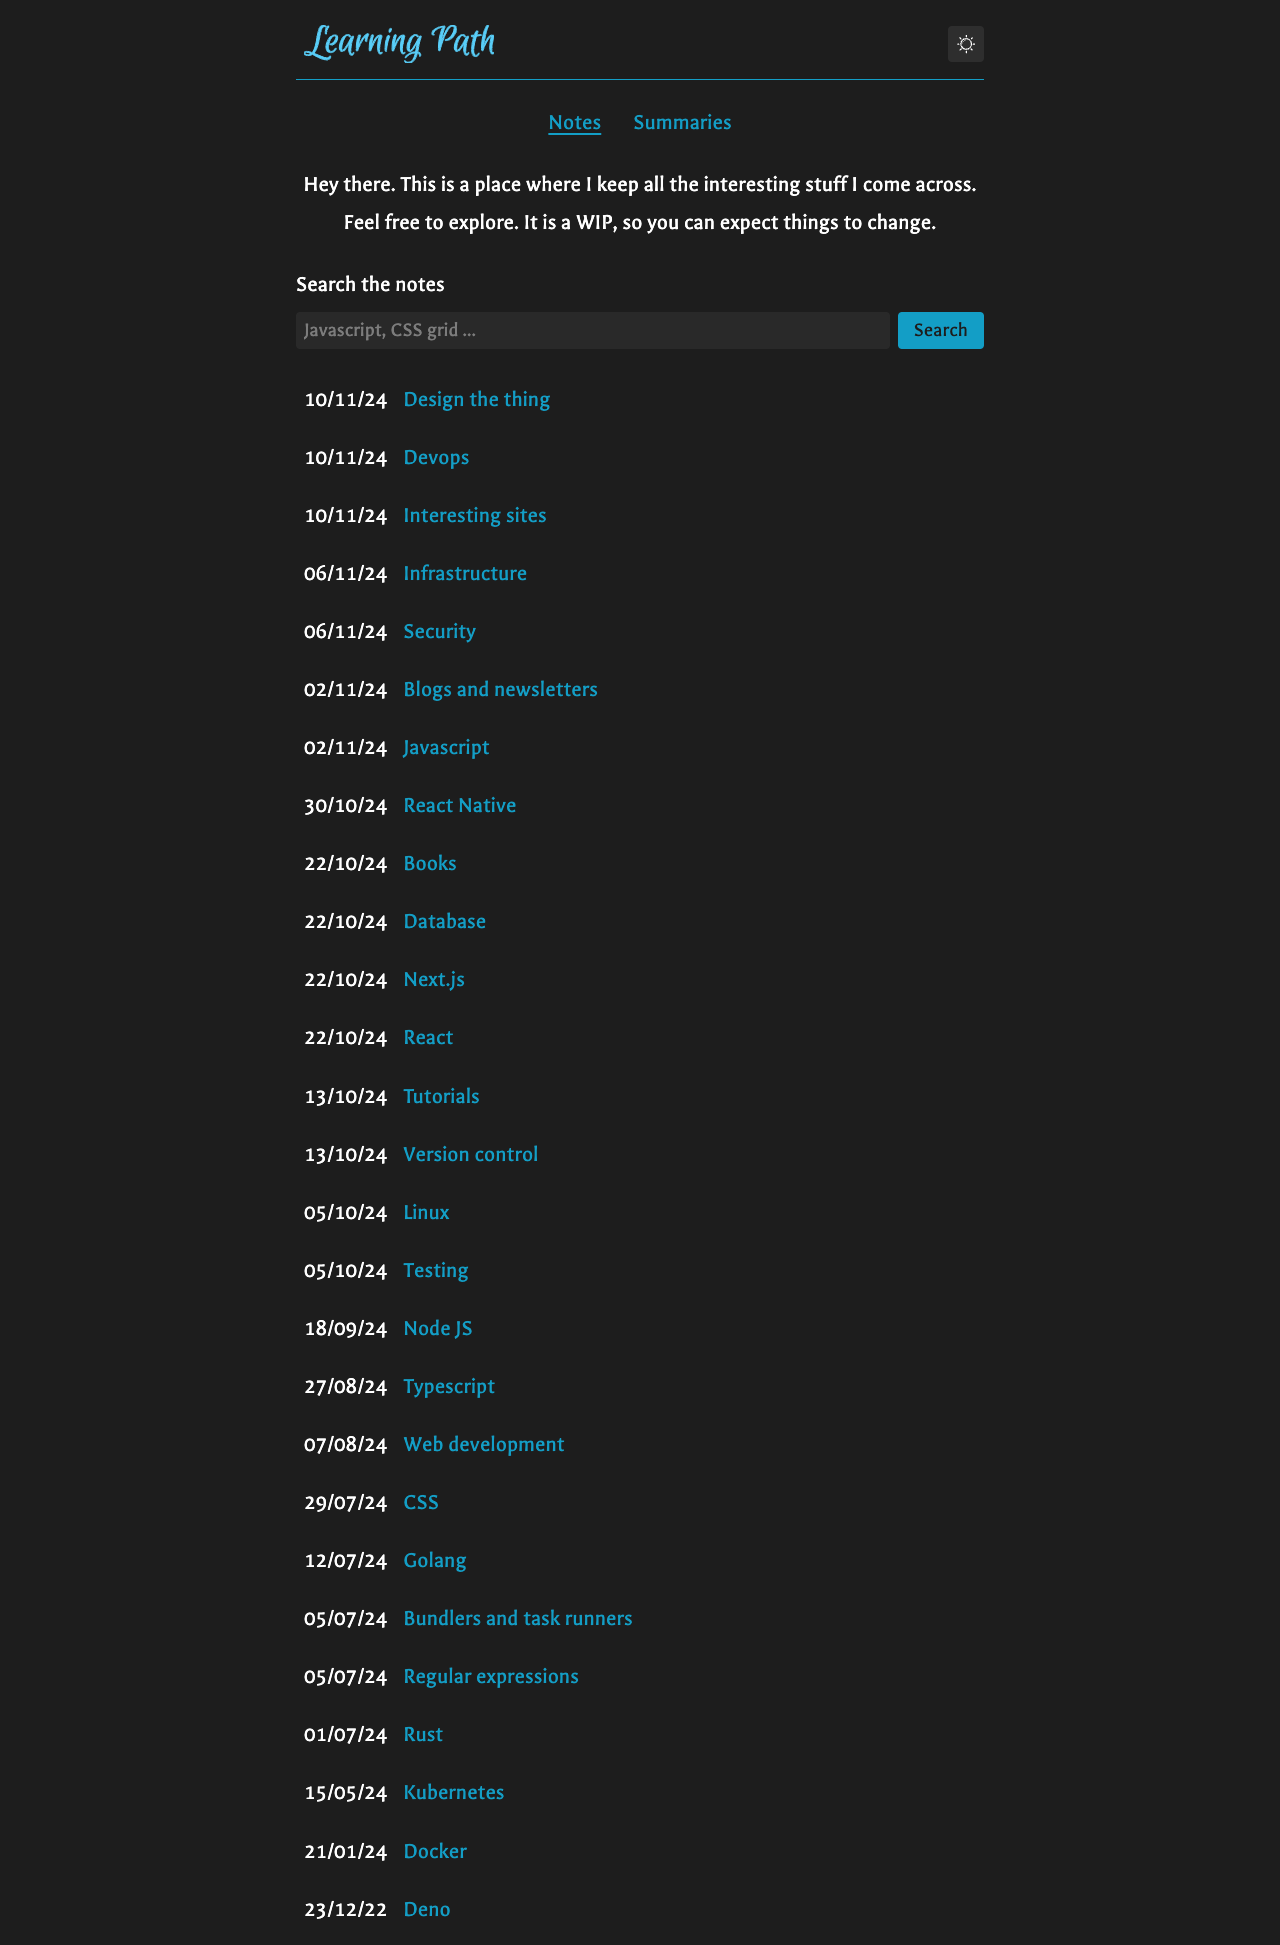 Learning Path
Notes Summaries
Hey there. This is a place where I keep all the interesting stuff I come across.
Feel free to explore. It is a WIP, so you can expect things to change.
Search the notes
Javascript, CSS grid ... Search
10/11/24 Design the thing
10/11/24 Devops
10/11/24 Interesting sites
06/11/24 Infrastructure
06/11/24 Security
02/11/24 Blogs and newsletters
02/11/24 Javascript
30/10/24 React Native
22/10/24 Books
22/10/24 Database
22/10/24 Next.js
22/10/24 React
13/10/24 Tutorials
13/10/24 Version control
05/10/24 Linux
05/10/24 Testing
18/09/24 Node JS
27/08/24 Typescript
07/08/24 Web development
29/07/24 CSS
12/07/24 Golang
05/07/24 Bundlers and task runners
05/07/24 Regular expressions
01/07/24 Rust
15/05/24 Kubernetes
21/01/24 Docker
23/12/22 Deno